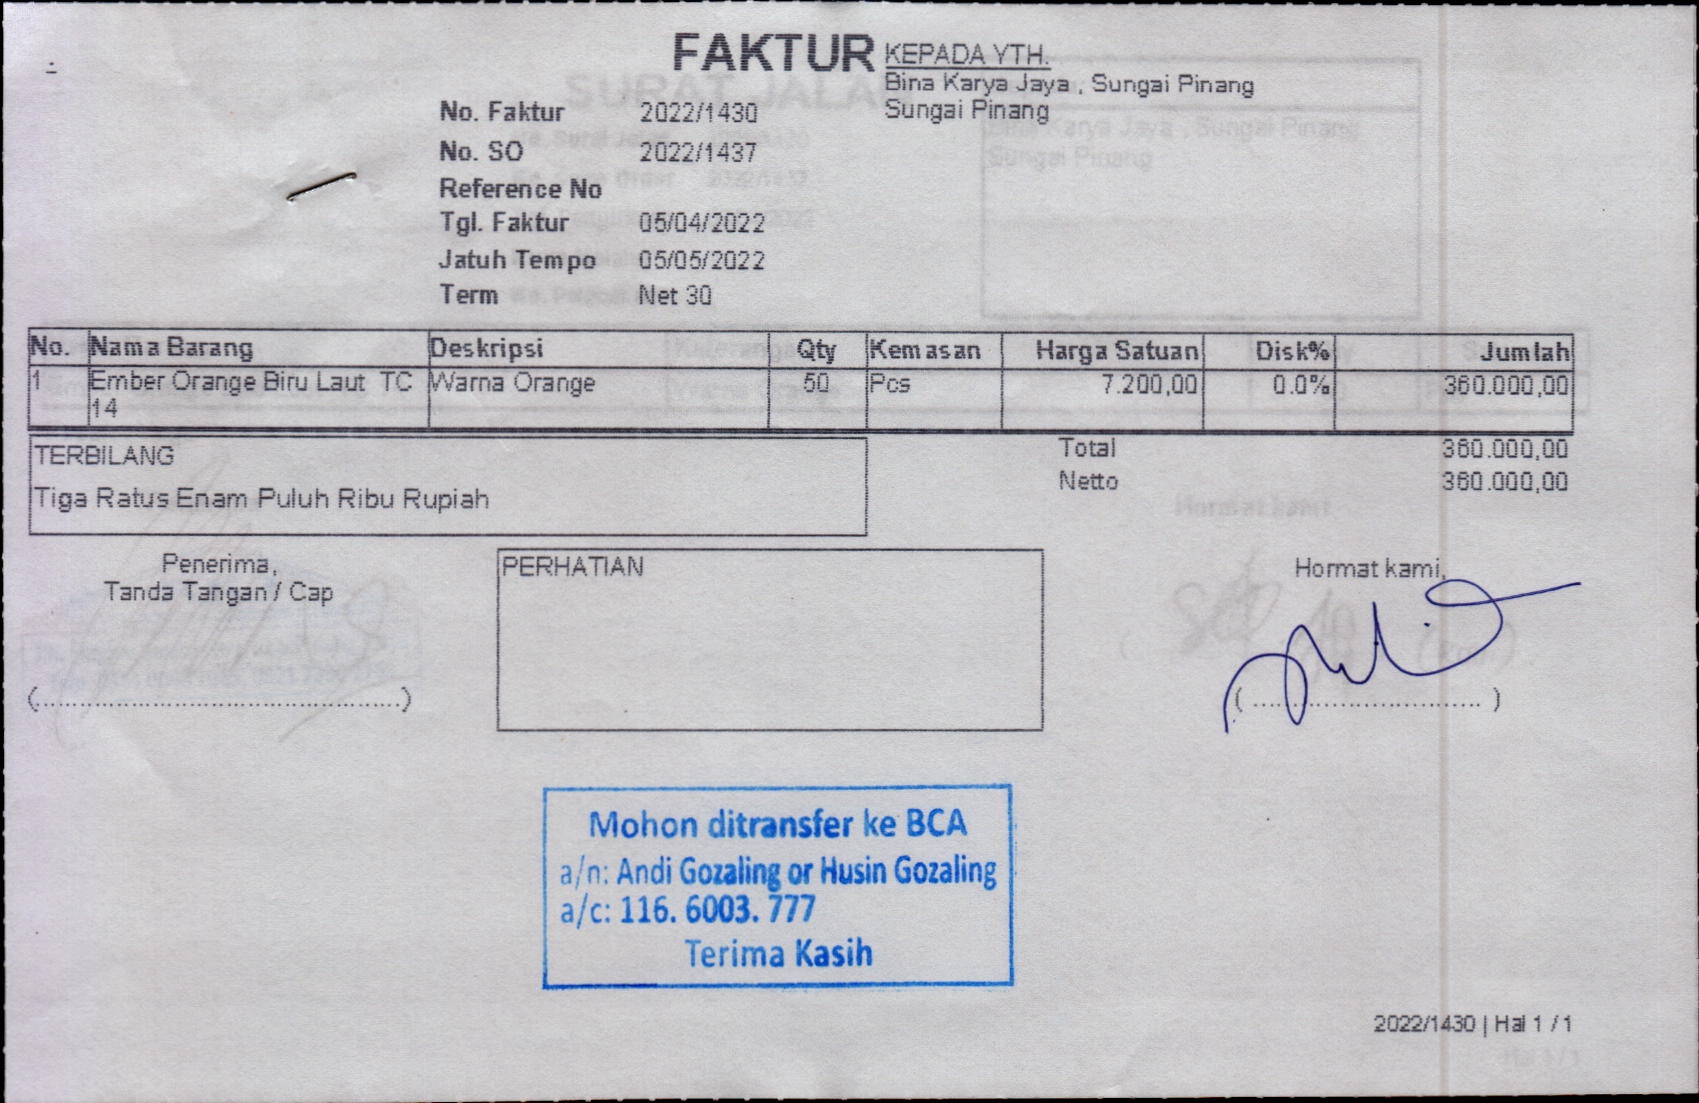 FAKTUR
KEPADA YTH.
Bina Karya Jaya , Sungai Pinang
Sungai Pinang
No. Faktur 2022/1430
No. SO 2022/1437
Reference No
Tgl. Faktur 05/04/2022
Jatuh Tempo 05/05/2022
Term Net 30
No. Nama Barang Deskripsi Qty Kemasan Harga Satuan Disk% Jumlah
1 Ember Orange Biru Laut TC Warna Orange 50 Pcs 7.200,00 0.0% 360.000,00
14
Total 360.000,00
Netto 360.000,00
TERBILANG
Tiga Ratus Enam Puluh Ribu Rupiah
Penerima,
Tanda Tangan / Cap
(...............................................)
PERHATIAN
Hormat kami,
( ............................. )
Mohon ditransfer ke BCA
a/n: Andi Gozaling or Husin Gozaling
a/c: 116. 6003. 777
Terima Kasih
2022/1430 | Hal 1 / 1